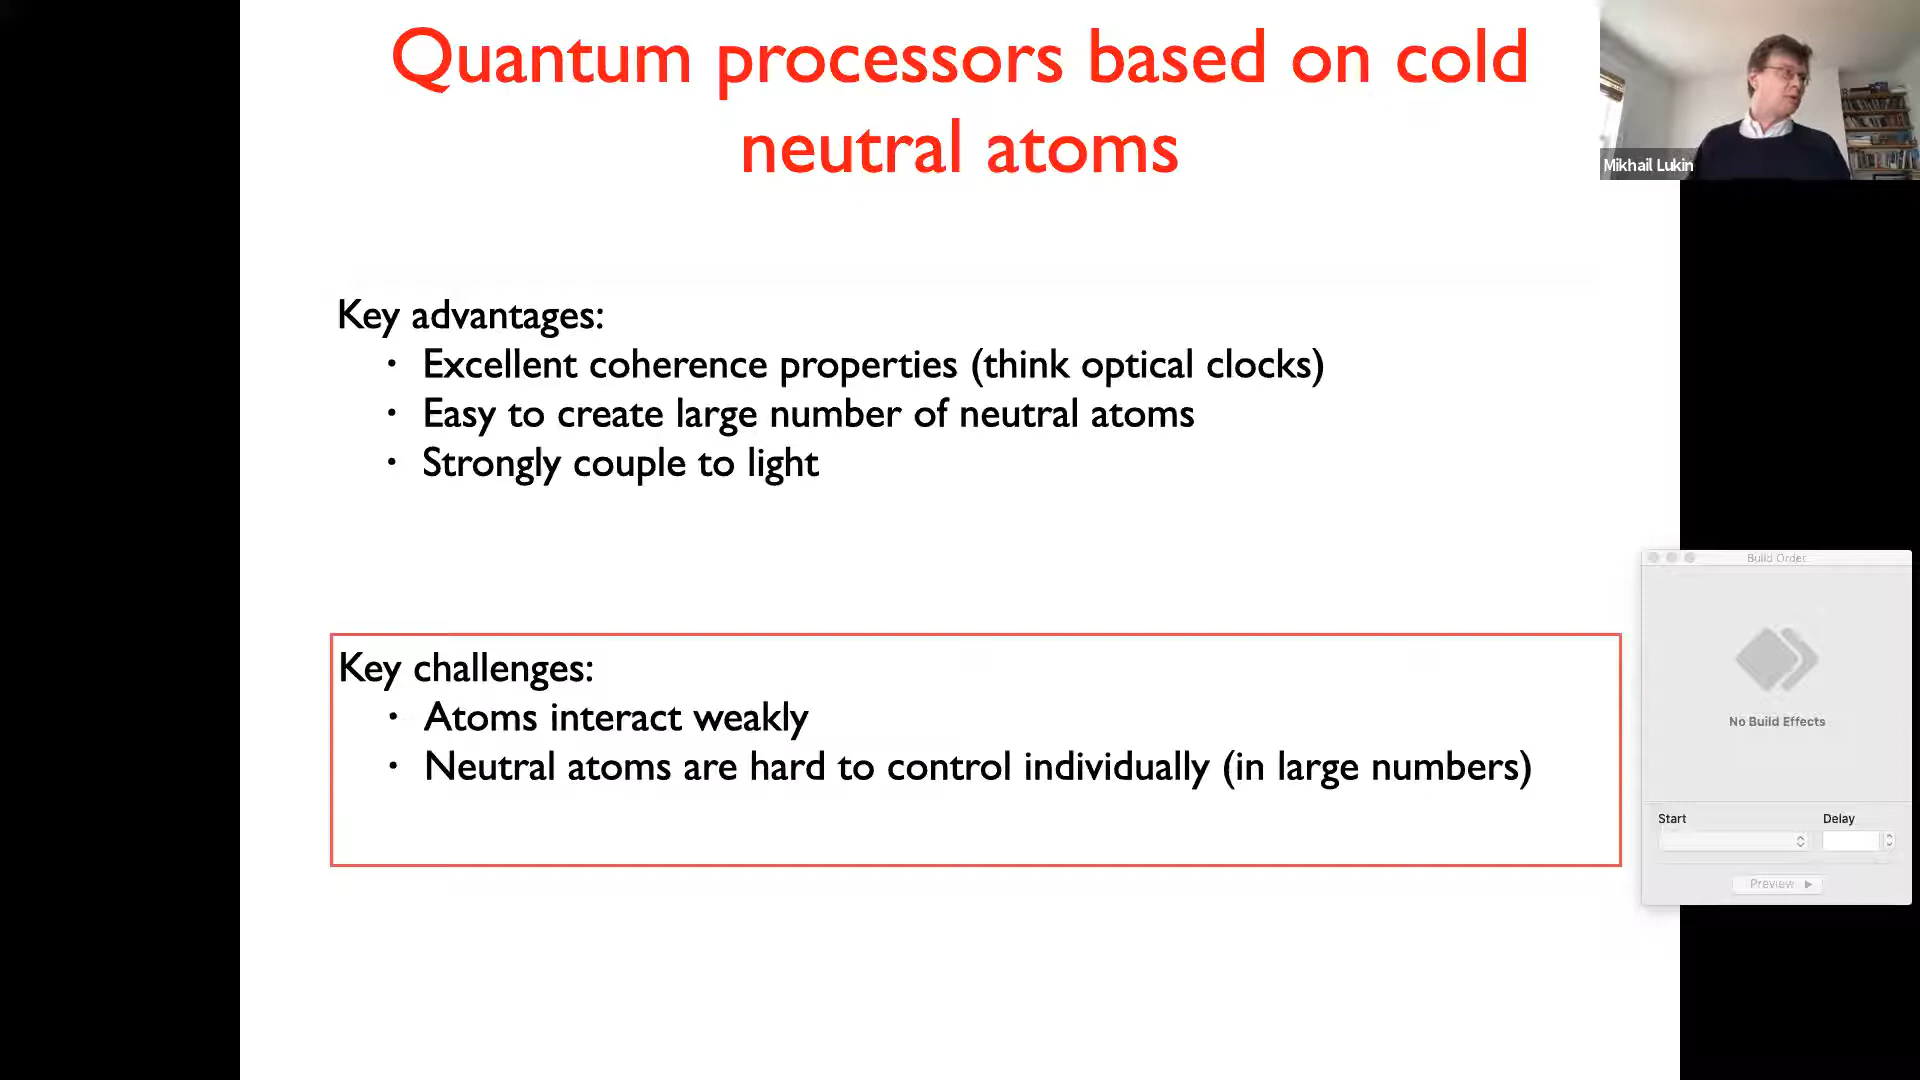 Quantum processors based on cold
neutral atoms
Mikhail Lukin
Key advantages:
• Excellent coherence properties (think optical clocks)
• Easy to create large number of neutral atoms
• Strongly couple to light
Key challenges:
• Atoms interact weakly
• Neutral atoms are hard to control individually (in large numbers)
Build Order
No Build Effects
Start Delay
Preview